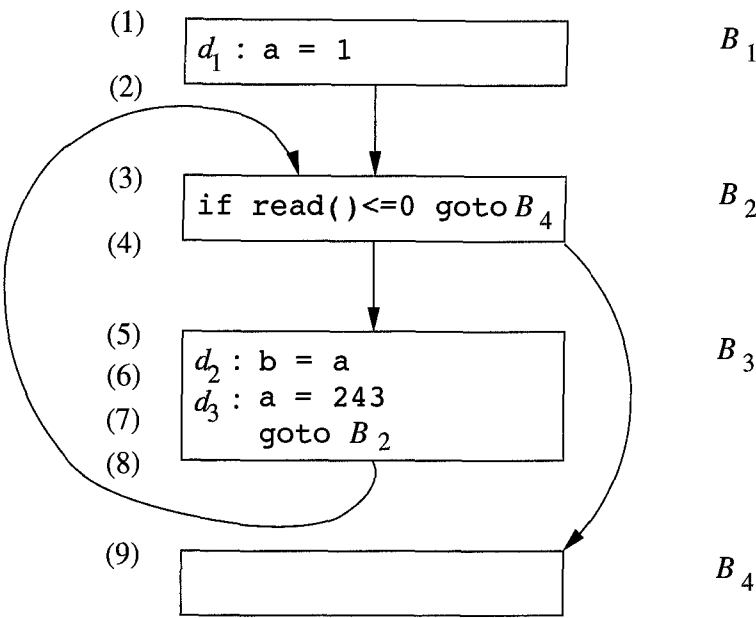 (1)
d1 : a = 1
B1
(2)
(3)
if read()<=0 goto B4
B2
(4)
(5)
d2 : b = a
B3
(6)
d3 : a = 243
(7)
goto B2
(8)
(9)
B4